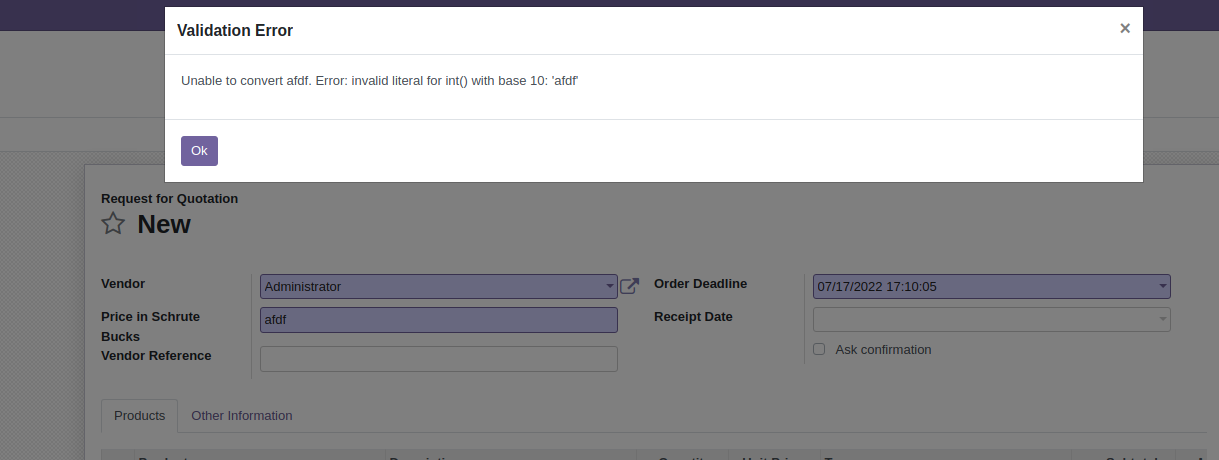 Validation Error
×
Unable to convert afdf. Error: invalid literal for int() with base 10: 'afdf'
Ok
Request for Quotation
New
Vendor
Administrator
Order Deadline
07/17/2022 17:10:05
Price in Schrute
Bucks
afdf
Receipt Date
Vendor Reference
Ask confirmation
Products
Other Information